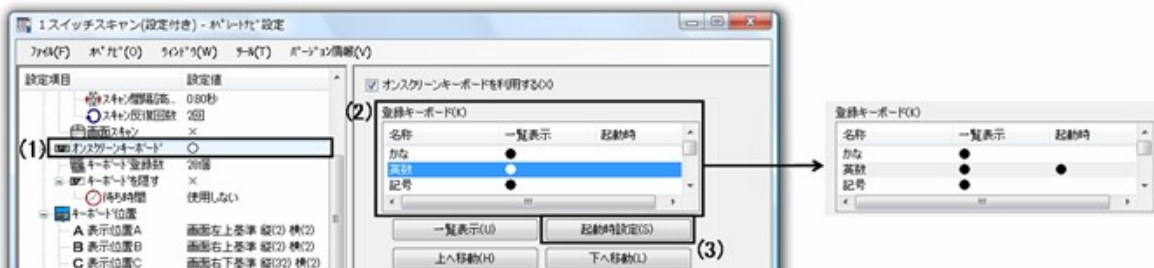 1スイッチスキャン(設定付き) - ｵﾍﾟﾚｰﾄﾅﾋﾞ設定
ﾌｧｲﾙ(F) ｵﾍﾟﾅﾋﾞ(O) ｳｨﾝﾄﾞｳ(W) ﾂｰﾙ(T) ﾊﾞｰｼﾞｮﾝ情報(V)
設定項目 設定値
スキャン間隔(高... 0.80秒
スキャン反復回数 2回
画面スキャン ×
(1) オンスクリーンキーボード ○
キーボード登録数 28個
キーボードを隠す ×
待ち時間 使用しない
キーボード位置
A 表示位置A 画面左上基準 縦(2) 横(2)
B 表示位置B 画面右上基準 縦(2) 横(2)
C 表示位置C 画面右下基準 縦(32) 横(2)
オンスクリーンキーボードを利用する(X)
(2) 登録キーボード(K)
名称 一覧表示 起動時
かな ●
英数 ●
記号 ●
一覧表示(U) 起動時設定(S)
(3)
上へ移動(H) 下へ移動(L)
登録キーボード(K)
名称 一覧表示 起動時
かな ●
英数 ● ●
記号 ●